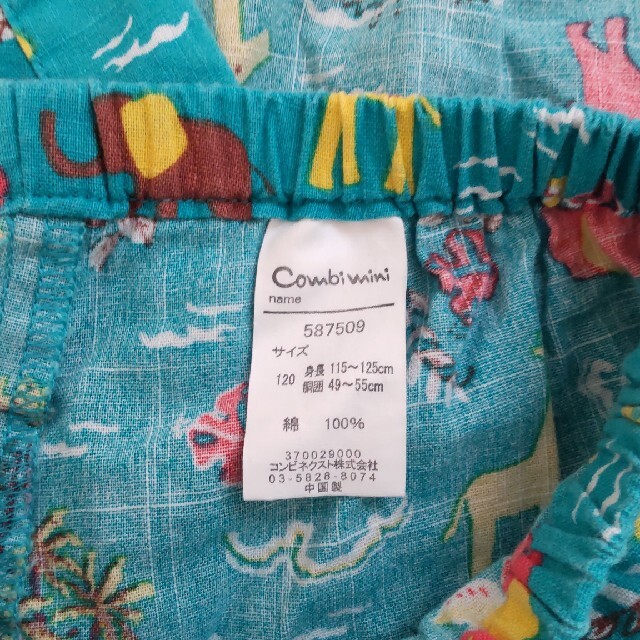 Combi mini
name
587509
サイズ
120 身長 115～125cm
胴囲 49～55cm
綿 100%
370029000
コンビネクスト株式会社
03-5828-8074
中国製